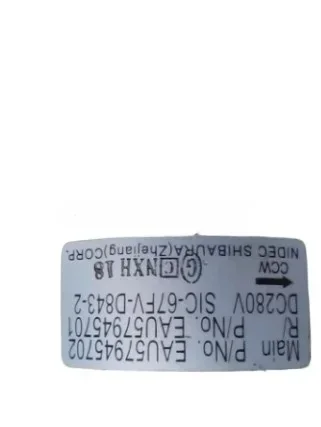 Main P/No. EAU57945702
R/ P/No. EAU57945701
DC280V SIC-67FV-D843-2
CCW
NXH 18
NIDEC SHIBAURA(Zhejiang)CORP.